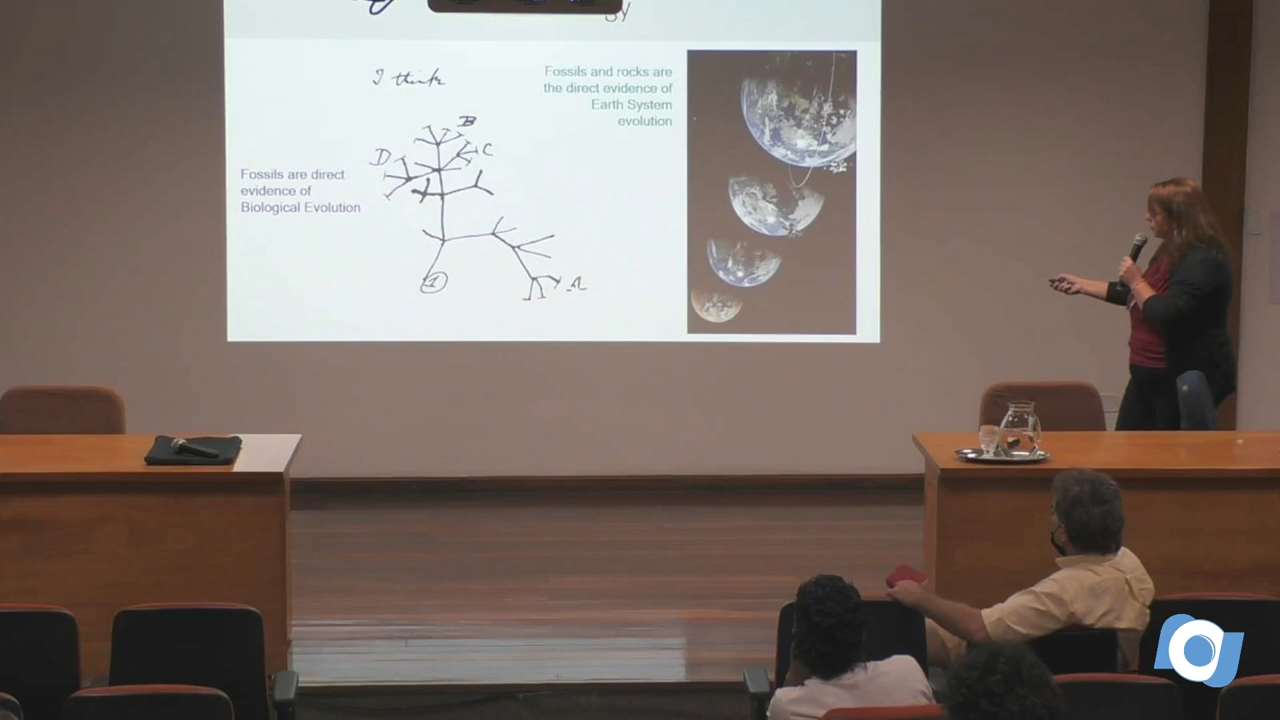 I think
B
C
D
1
Fossils are direct
evidence of
Biological Evolution
Fossils and rocks are
the direct evidence of
Earth System
evolution